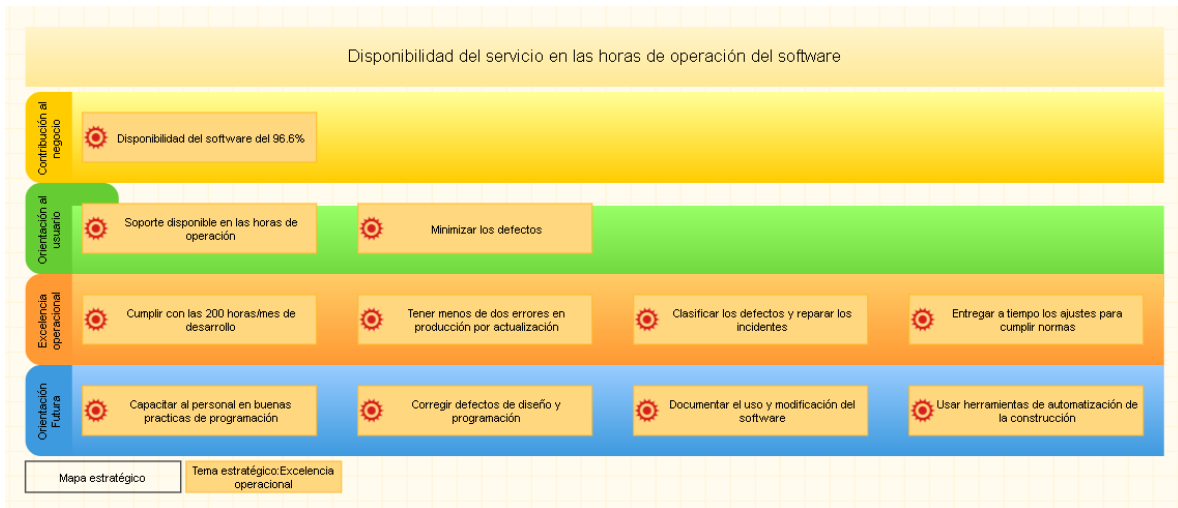 Disponibilidad del servicio en las horas de operación del software
Contribución al
negocio
Disponibilidad del software del 96.6%
Orientación al
usuario
Soporte disponible en las horas de
operación
Minimizar los defectos
Excelencia
operacional
Cumplir con las 200 horas/mes de
desarrollo
Tener menos de dos errores en
producción por actualización
Clasificar los defectos y reparar los
incidentes
Entregar a tiempo los ajustes para
cumplir normas
Orientación
Futura
Capacitar al personal en buenas
practicas de programación
Corregir defectos de diseño y
programación
Documentar el uso y modificación del
software
Usar herramientas de automatización de
la construcción
Mapa estratégico
Tema estratégico:Excelencia
operacional